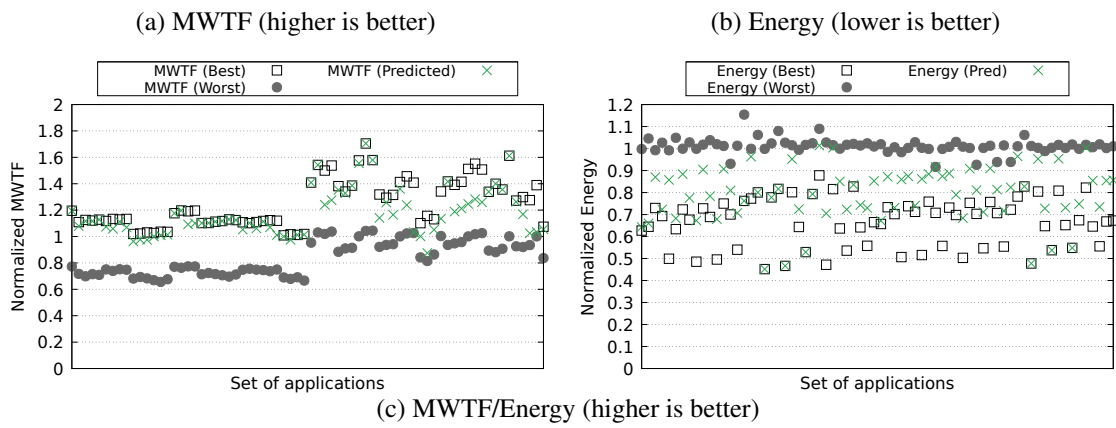 (a) MWTF (higher is better)
(b) Energy (lower is better)
MWTF (Best)
MWTF (Predicted)
MWTF (Worst)
Normalized MWTF
2
1.8
1.6
1.4
1.2
1
0.8
0.6
0.4
0.2
0
Set of applications
Energy (Best)
Energy (Pred)
Energy (Worst)
Normalized Energy
1.2
1.1
1
0.9
0.8
0.7
0.6
0.5
0.4
0.3
0.2
0.1
0
Set of applications
(c) MWTF/Energy (higher is better)